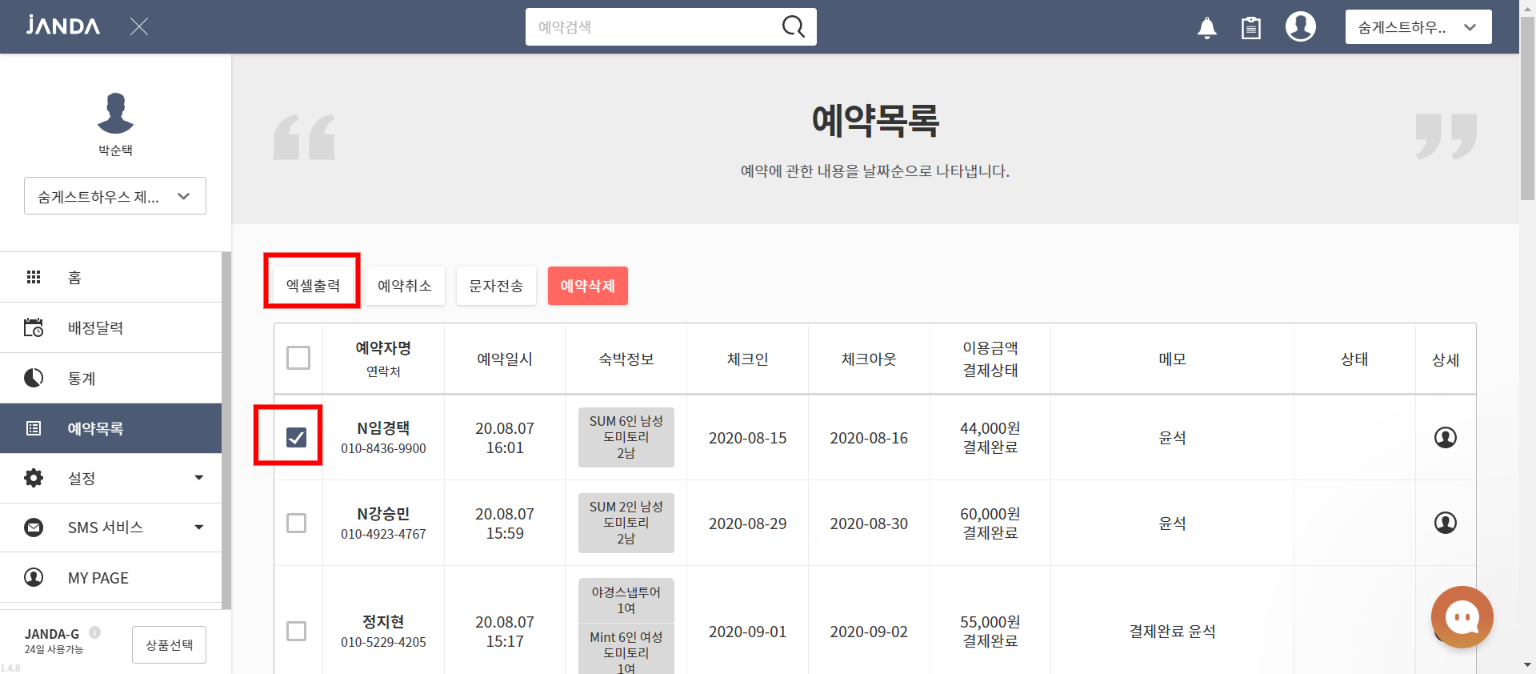 JANDA
예약검색
숨게스트하우..
박순택
숨게스트하우스 제...
홈
배정달력
통계
예약목록
설정
SMS 서비스
MY PAGE
JANDA-G
24일 사용가능
상품선택
1.4.8
예약목록
예약에 관한 내용을 날짜순으로 나타냅니다.
엑셀출력 예약취소 문자전송 예약삭제
예약자명
연락처
예약일시
숙박정보
체크인
체크아웃
이용금액
결제상태
메모
상태
상세
N임경택
010-8436-9900
20.08.07
16:01
SUM 6인 남성
도미토리
2남
2020-08-15
2020-08-16
44,000원
결제완료
윤석
N강승민
010-4923-4767
20.08.07
15:59
SUM 2인 남성
도미토리
2남
2020-08-29
2020-08-30
60,000원
결제완료
윤석
정지현
010-5229-4205
20.08.07
15:17
야경스냅투어
1여
Mint 6인 여성
도미토리
1여
2020-09-01
2020-09-02
55,000원
결제완료
결제완료 윤석